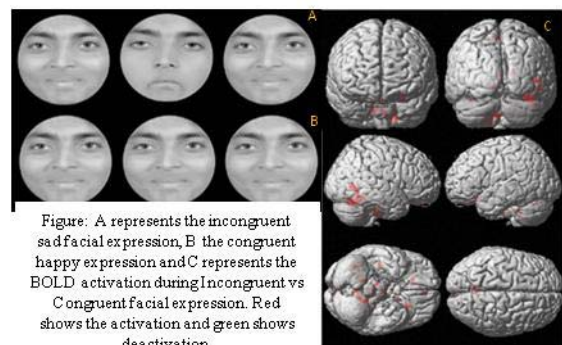 A
B
C
Figure: A represents the incongruent
sad facial expression, B the congruent
happy expression and C represents the
BOLD activation during Incongruent vs
Congruent facial expression. Red
shows the activation and green shows
deactivation